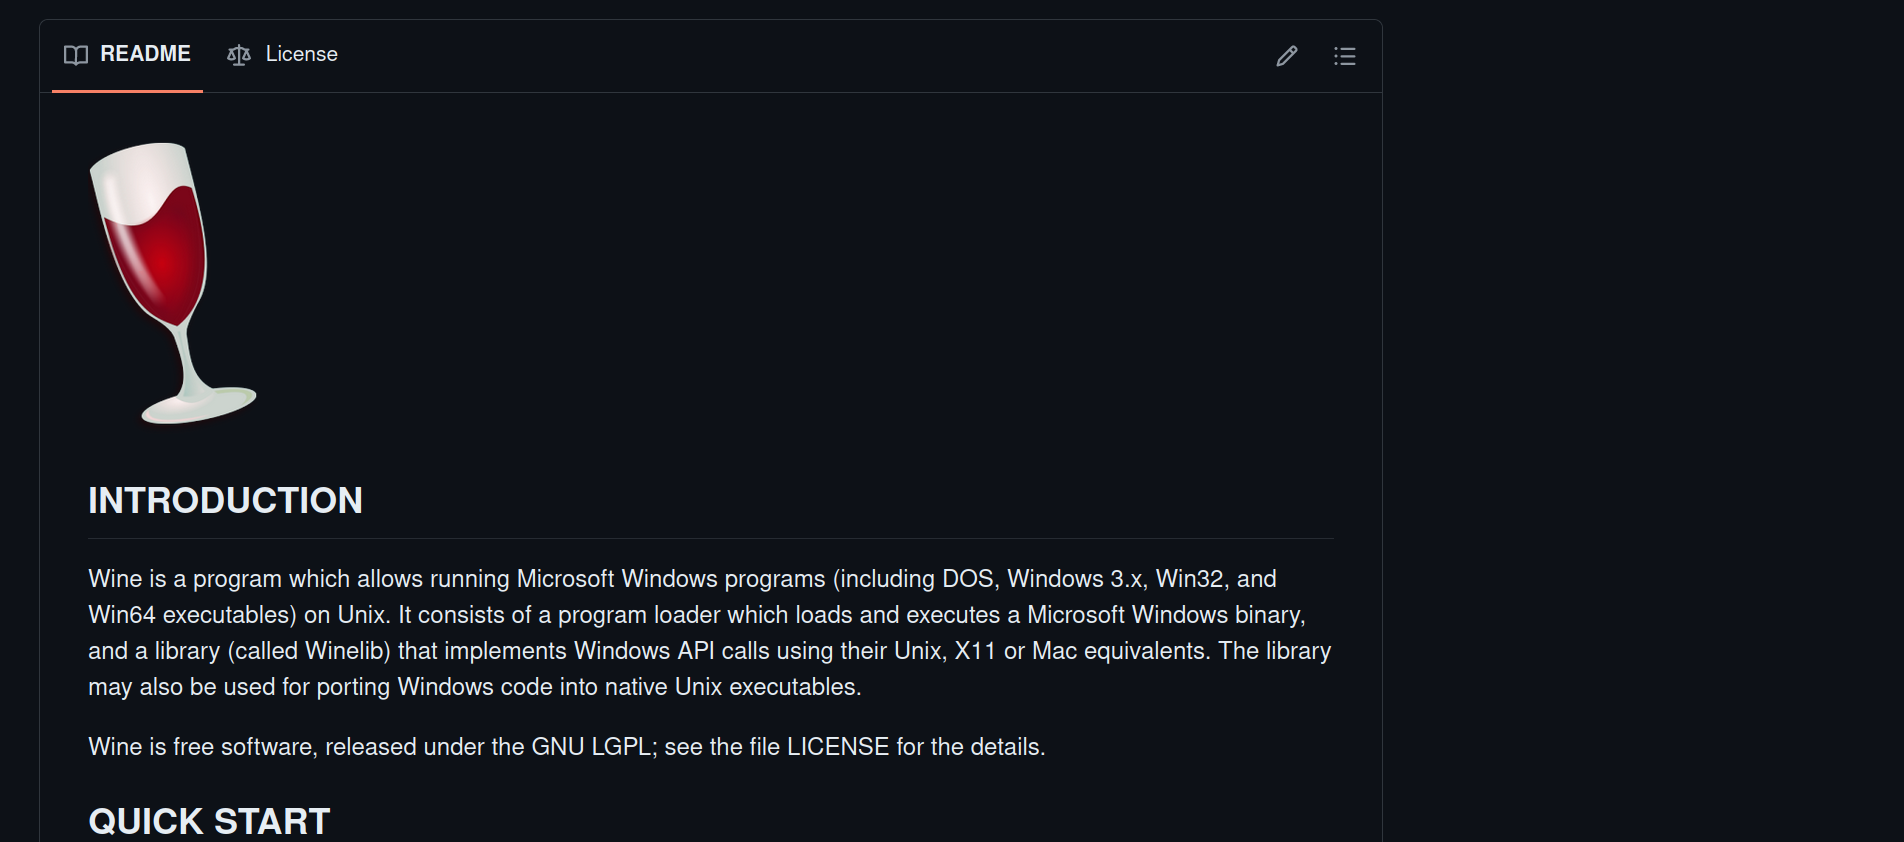 README
License
INTRODUCTION
Wine is a program which allows running Microsoft Windows programs (including DOS, Windows 3.x, Win32, and
Win64 executables) on Unix. It consists of a program loader which loads and executes a Microsoft Windows binary,
and a library (called Winelib) that implements Windows API calls using their Unix, X11 or Mac equivalents. The library
may also be used for porting Windows code into native Unix executables.
Wine is free software, released under the GNU LGPL; see the file LICENSE for the details.
QUICK START